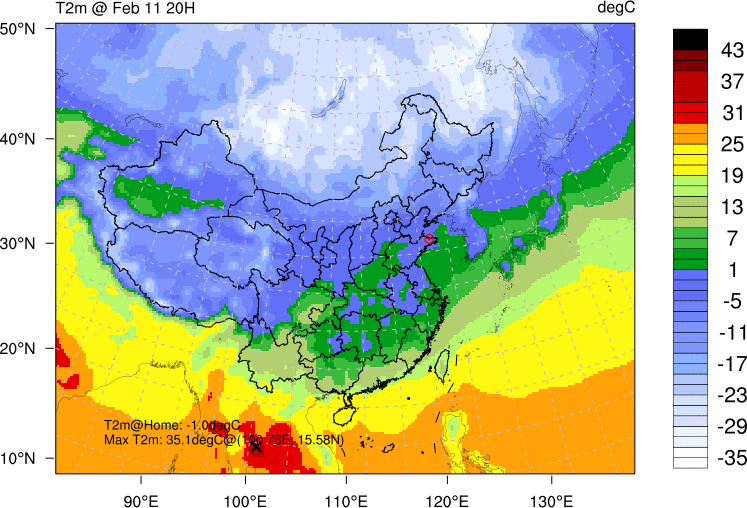 T2m @ Feb 11 20H
degC
50°N
40°N
30°N
20°N
10°N
T2m@Home: -1.0degC
Max T2m: 35.1degC@(100.76E, 15.58N)
90°E
100°E
110°E
120°E
130°E
43
37
31
25
19
13
7
1
-5
-11
-17
-23
-29
-35